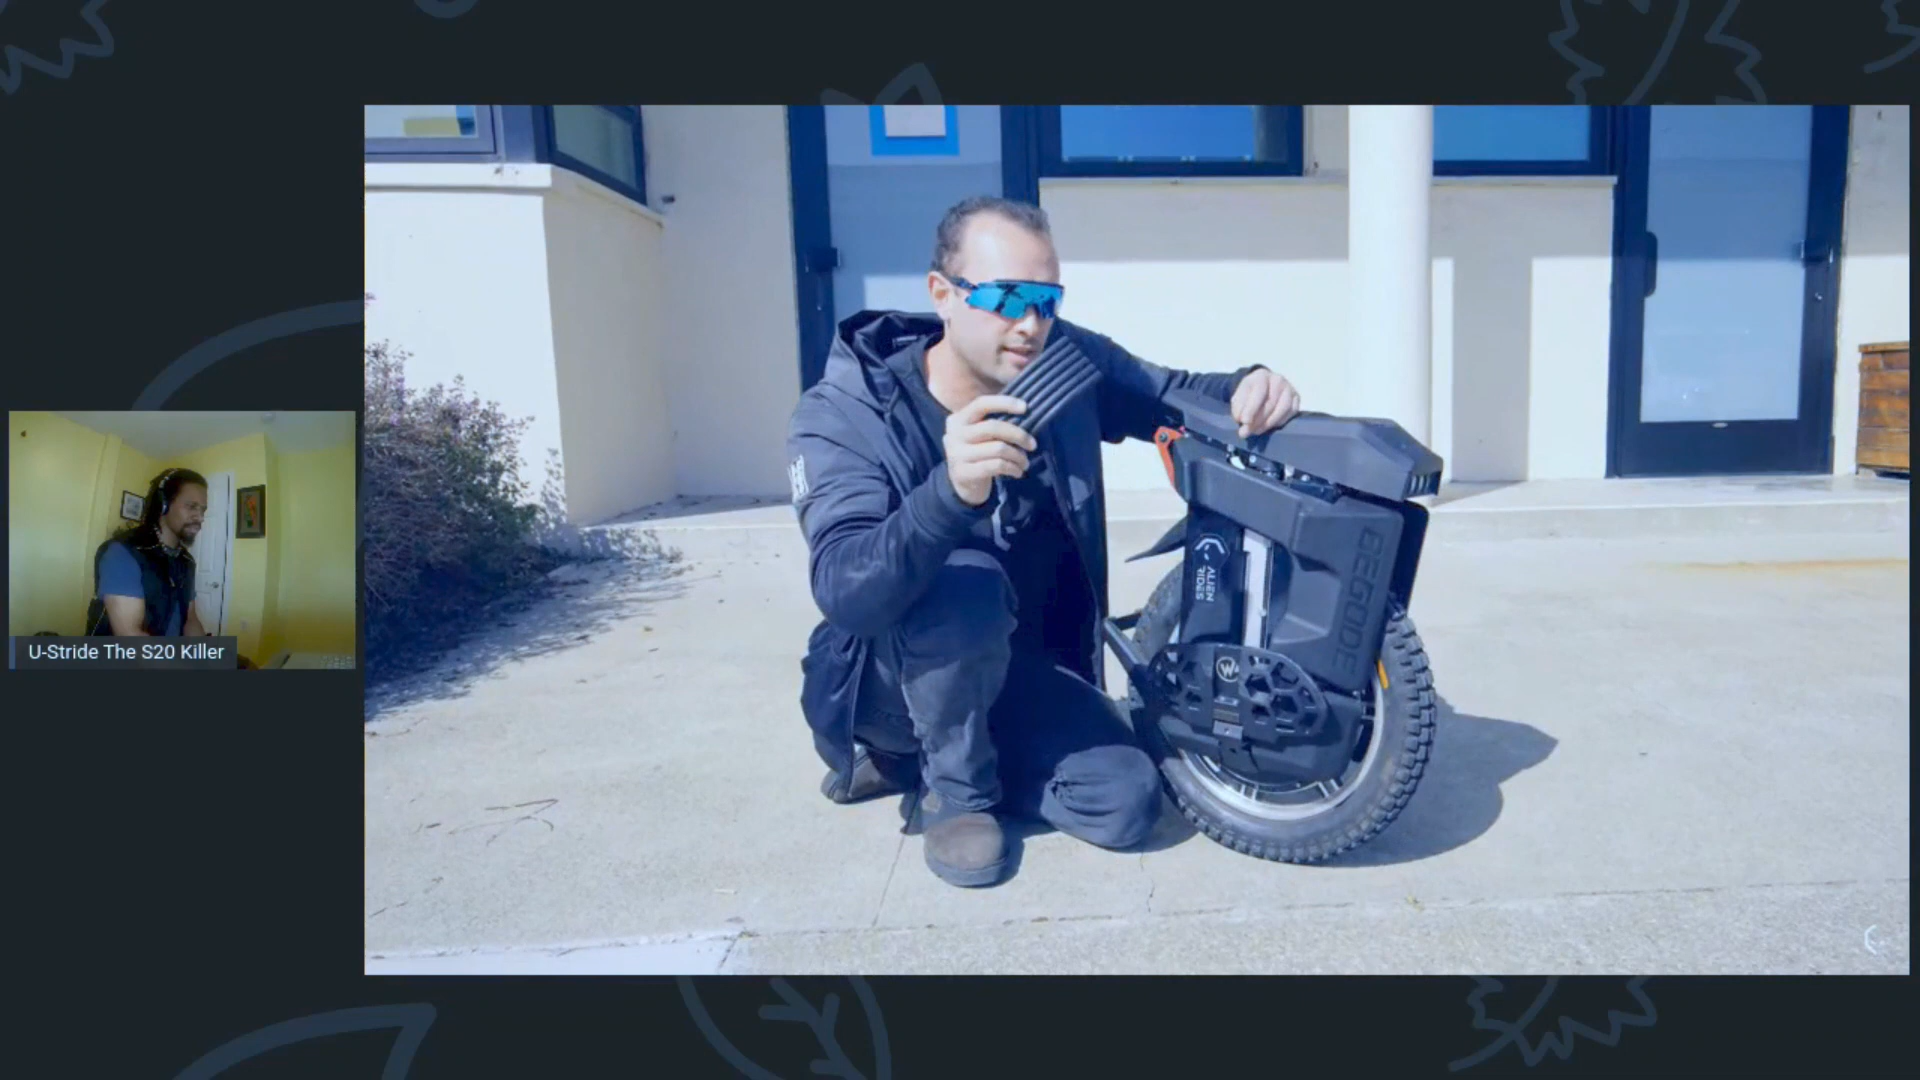 U-Stride The S20 Killer
ALIEN
RIDES
BEGODE
W